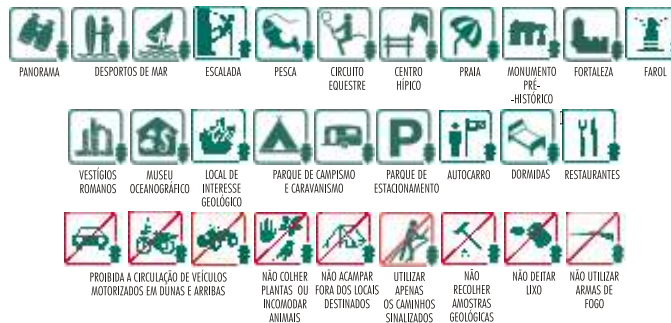 PANORAMA
DESPORTOS DE MAR
ESCALADA
PESCA
CIRCUITO
EQUESTRE
CENTRO
HÍPICO
PRAIA
MONUMENTO
PRÉ-
-HISTÓRICO
FORTALEZA
FAROL
VESTÍGIOS
ROMANOS
MUSEU
OCEANOGRÁFICO
LOCAL DE
INTERESSE
GEOLÓGICO
PARQUE DE CAMPISMO
E CARAVANISMO
P
PARQUE DE
ESTACIONAMENTO
AUTOCARRO
DORMIDAS
RESTAURANTES
PROIBIDA A CIRCULAÇÃO DE VEÍCULOS
MOTORIZADOS EM DUNAS E ARRIBAS
NÃO COLHER
PLANTAS OU
INCOMODAR
ANIMAIS
NÃO ACAMPAR
FORA DOS LOCAIS
DESTINADOS
UTILIZAR
APENAS
OS CAMINHOS
SINALIZADOS
NÃO
RECOLHER
AMOSTRAS
GEOLÓGICAS
NÃO DEITAR
LIXO
NÃO UTILIZAR
ARMAS DE
FOGO